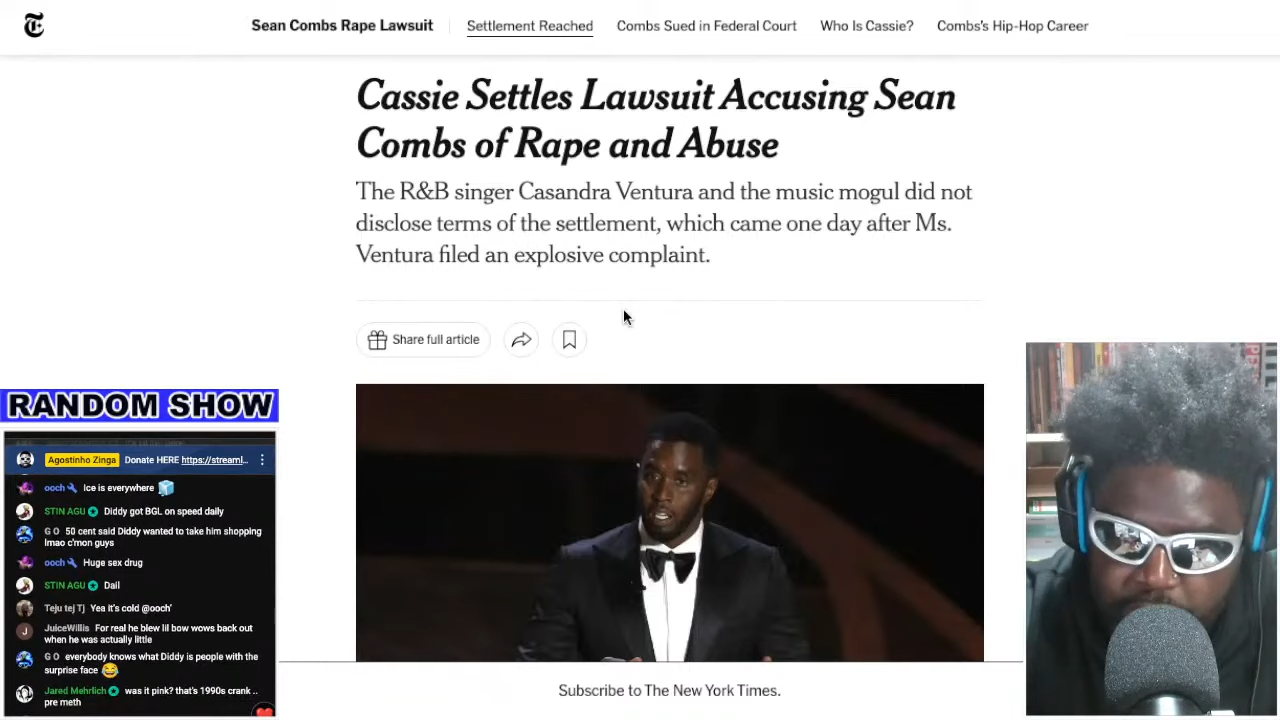 Sean Combs Rape Lawsuit
Settlement Reached
Combs Sued in Federal Court
Who Is Cassie?
Combs's Hip-Hop Career
Cassie Settles Lawsuit Accusing Sean
Combs of Rape and Abuse
The R&B singer Casandra Ventura and the music mogul did not
disclose terms of the settlement, which came one day after Ms.
Ventura filed an explosive complaint.
Share full article
RANDOM SHOW
Agostinho Zinga Donate HERE https://streaml...
ooch Ice is everywhere
STIN AGU Diddy got BGL on speed daily
G O 50 cent said Diddy wanted to take him shopping
lmao c'mon guys
ooch Huge sex drug
STIN AGU Dail
Teju tej Tj Yea it's cold @ooch'
JuiceWillis For real he blew lil bow wows back out
when he was actually little
G O everybody knows what Diddy is people with the
surprise face
Jared Mehrlich was it pink? that's 1990s crank ..
pre meth
Subscribe to The New York Times.